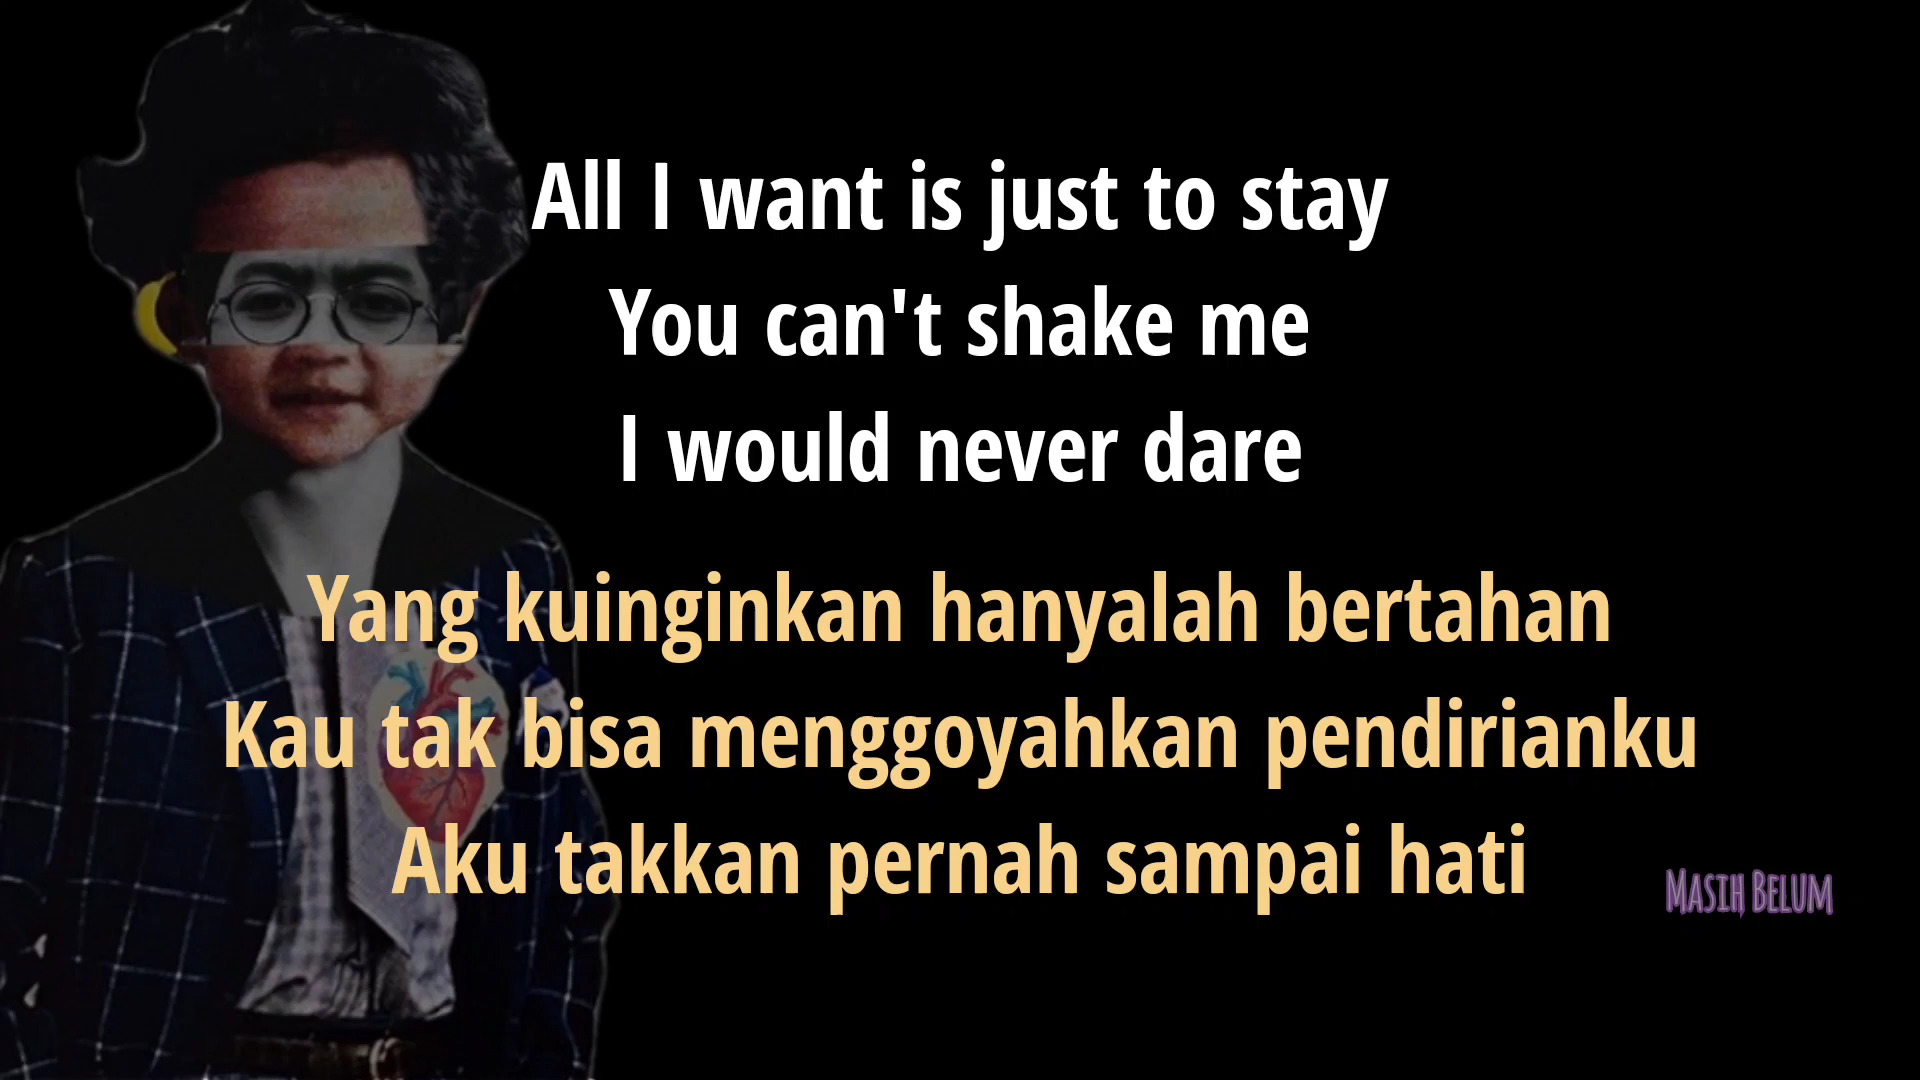 All I want is just to stay
You can't shake me
I would never dare
Yang kuinginkan hanyalah bertahan
Kau tak bisa menggoyahkan pendirianku
Aku takkan pernah sampai hati
Masih Belum